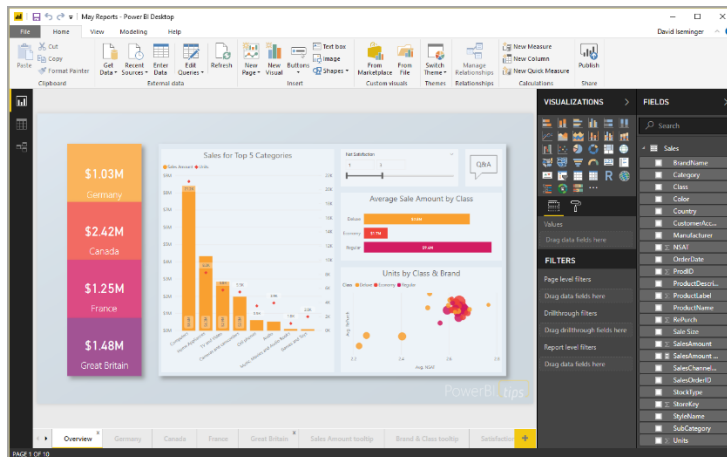 May Reports - Power BI Desktop
File Home View Modeling Help
David Iseminger
Paste
Cut
Copy
Format Painter
Get Data
Recent Sources
Enter Data
Edit Queries
Refresh
New Page
New Visual
Buttons
Text box
Image
Shapes
From Marketplace
From File
Switch Theme
Manage Relationships
New Measure
New Column
New Quick Measure
Publish
Clipboard External data Insert Custom visuals Themes Relationships Calculations Share
$1.03M
Germany
$2.42M
Canada
$1.25M
France
$1.48M
Great Britain
Sales for Top 5 Categories
Q&A
Average Sale Amount by Class
Deluxe
Economy
Regular
Units by Class & Brand
Class Deluxe Economy Regular
Avg. NSAT
PowerBI.tips
VISUALIZATIONS
Values
Drag data fields here
FILTERS
Page level filters
Drag data fields here
Drillthrough filters
Drag drillthrough fields here
Report level filters
Drag data fields here
FIELDS
Search
Sales
BrandName
Category
Class
Color
Country
CustomerAcc...
Manufacturer
NSAT
OrderDate
ProdID
ProductDescri...
ProductLabel
ProductName
RePurch
Sale Size
SalesAmount
SalesAmount ...
SalesChannel...
SalesOrderID
StockType
StoreKey
StyleName
SubCategory
Units
Overview Germany Canada France Great Britain Sales Amount tooltip Brand & Class tooltip Satisfaction
PAGE 1 OF 10